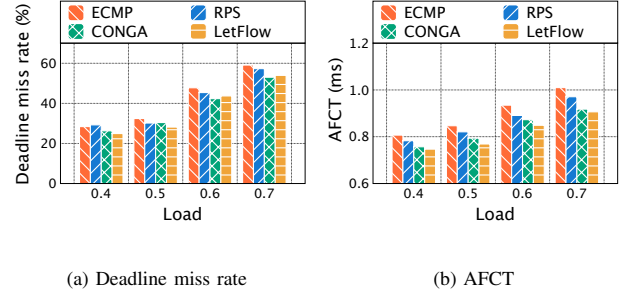 ECMP RPS
CONGA LetFlow
Deadline miss rate (%)
60
40
20
0
0.4 0.5 0.6 0.7
Load
(a) Deadline miss rate
ECMP RPS
CONGA LetFlow
AFCT (ms)
1.2
1.0
0.8
0.6
0.4 0.5 0.6 0.7
Load
(b) AFCT